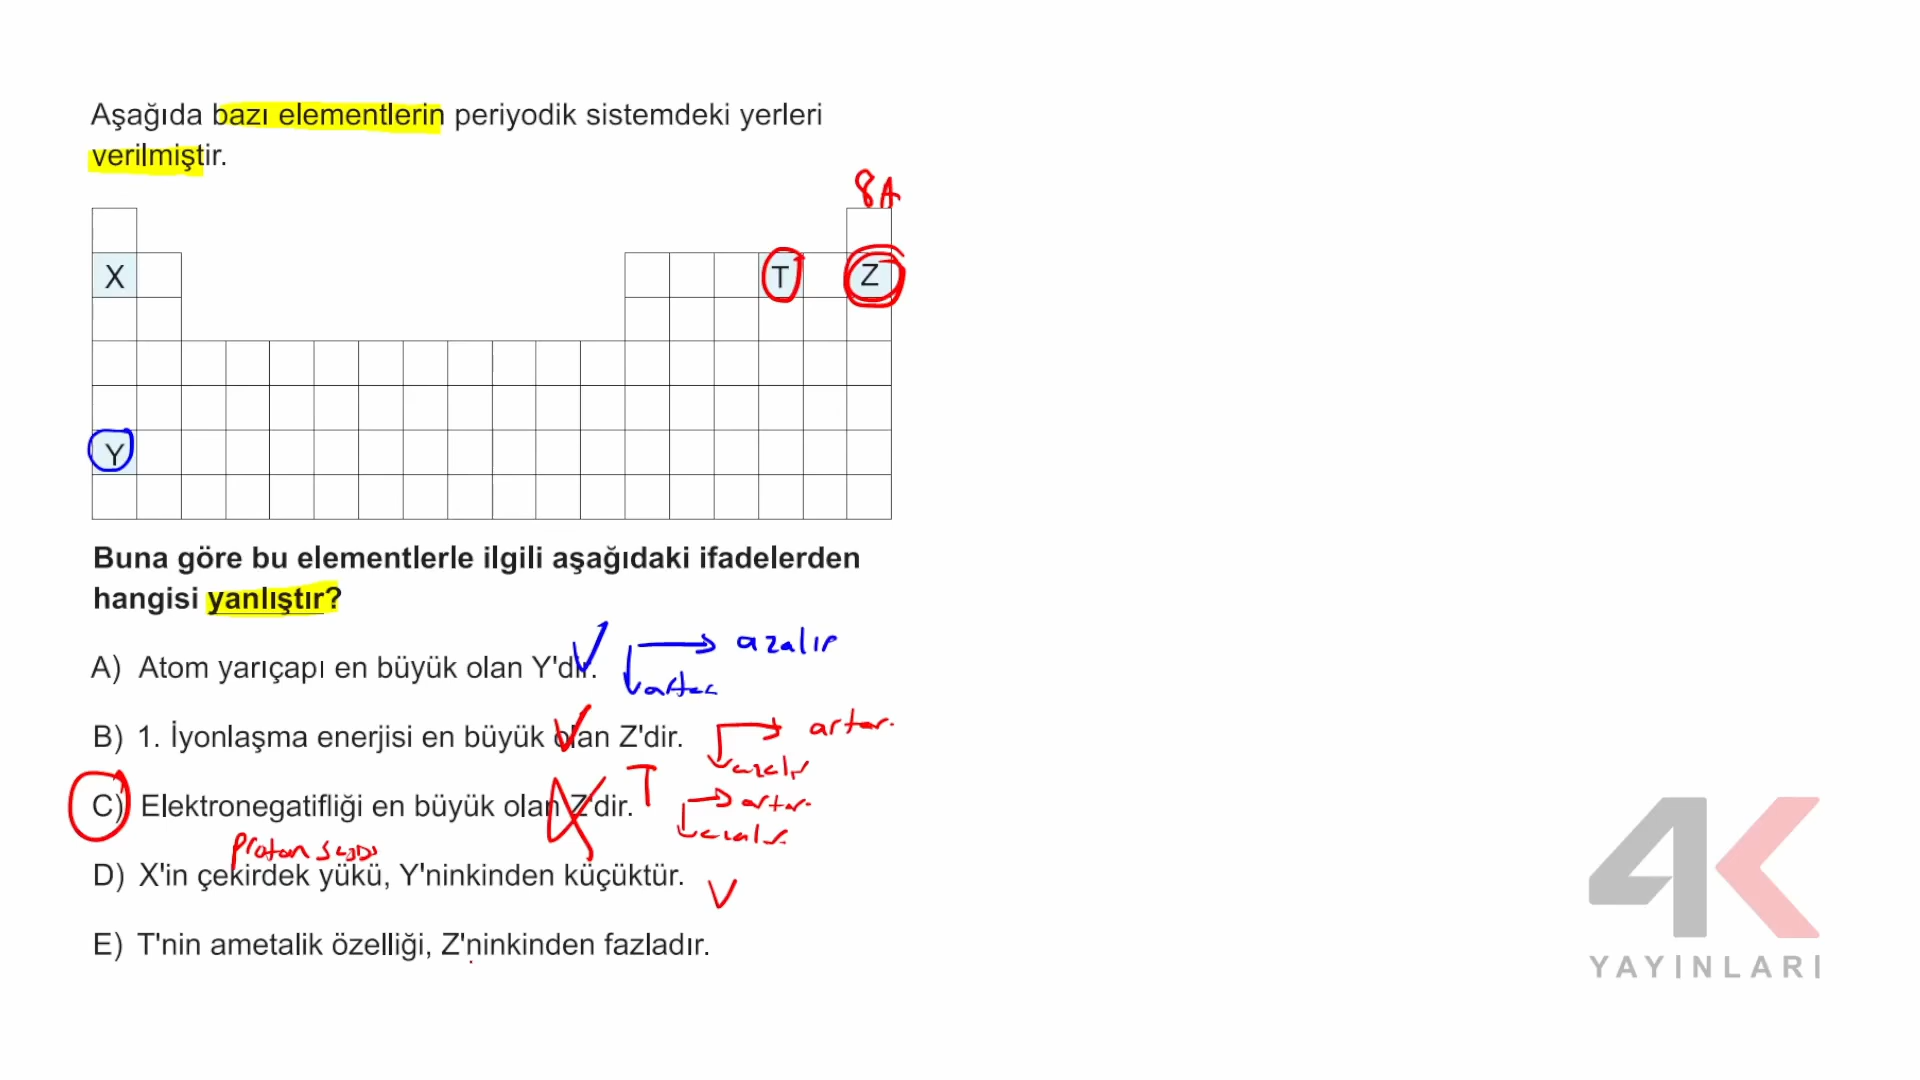 Aşağıda bazı elementlerin periyodik sistemdeki yerleri
verilmiştir.
8A
X T Z
Y
Buna göre bu elementlerle ilgili aşağıdaki ifadelerden
hangisi yanlıştır?
A) Atom yarıçapı en büyük olan Y'dir. azalır
artar
B) 1. İyonlaşma enerjisi en büyük olan Z'dir. artar.
azalır
C) Elektronegatifliği en büyük olan Z'dir. T artar.
azalır
Proton sayısı
D) X'in çekirdek yükü, Y'ninkinden küçüktür.
E) T'nin ametalik özelliği, Z'ninkinden fazladır.
4K
YAYINLARI